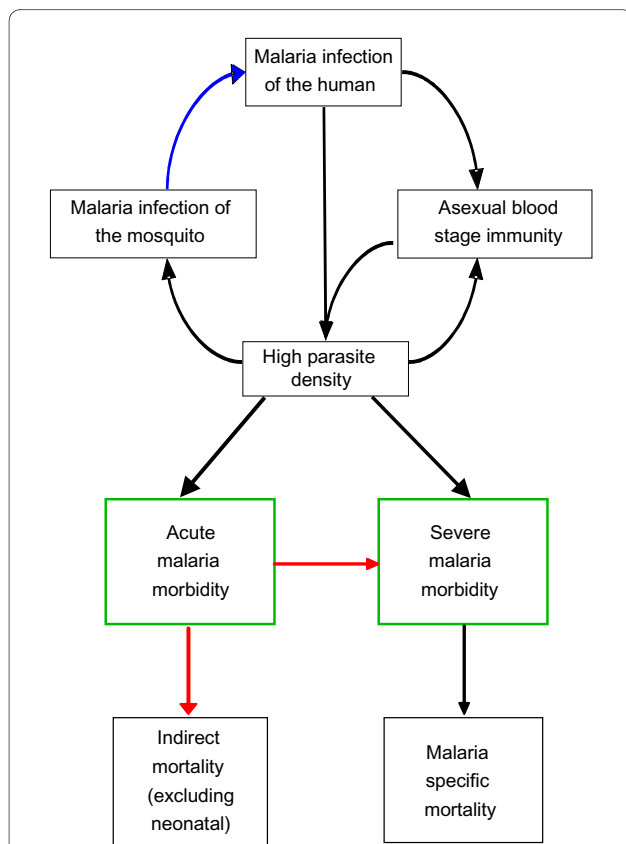 Malaria infection
of the human
Malaria infection of
the mosquito
Asexual blood
stage immunity
High parasite
density
Acute
malaria
morbidity
Severe
malaria
morbidity
Indirect
mortality
(excluding
neonatal)
Malaria
specific
mortality